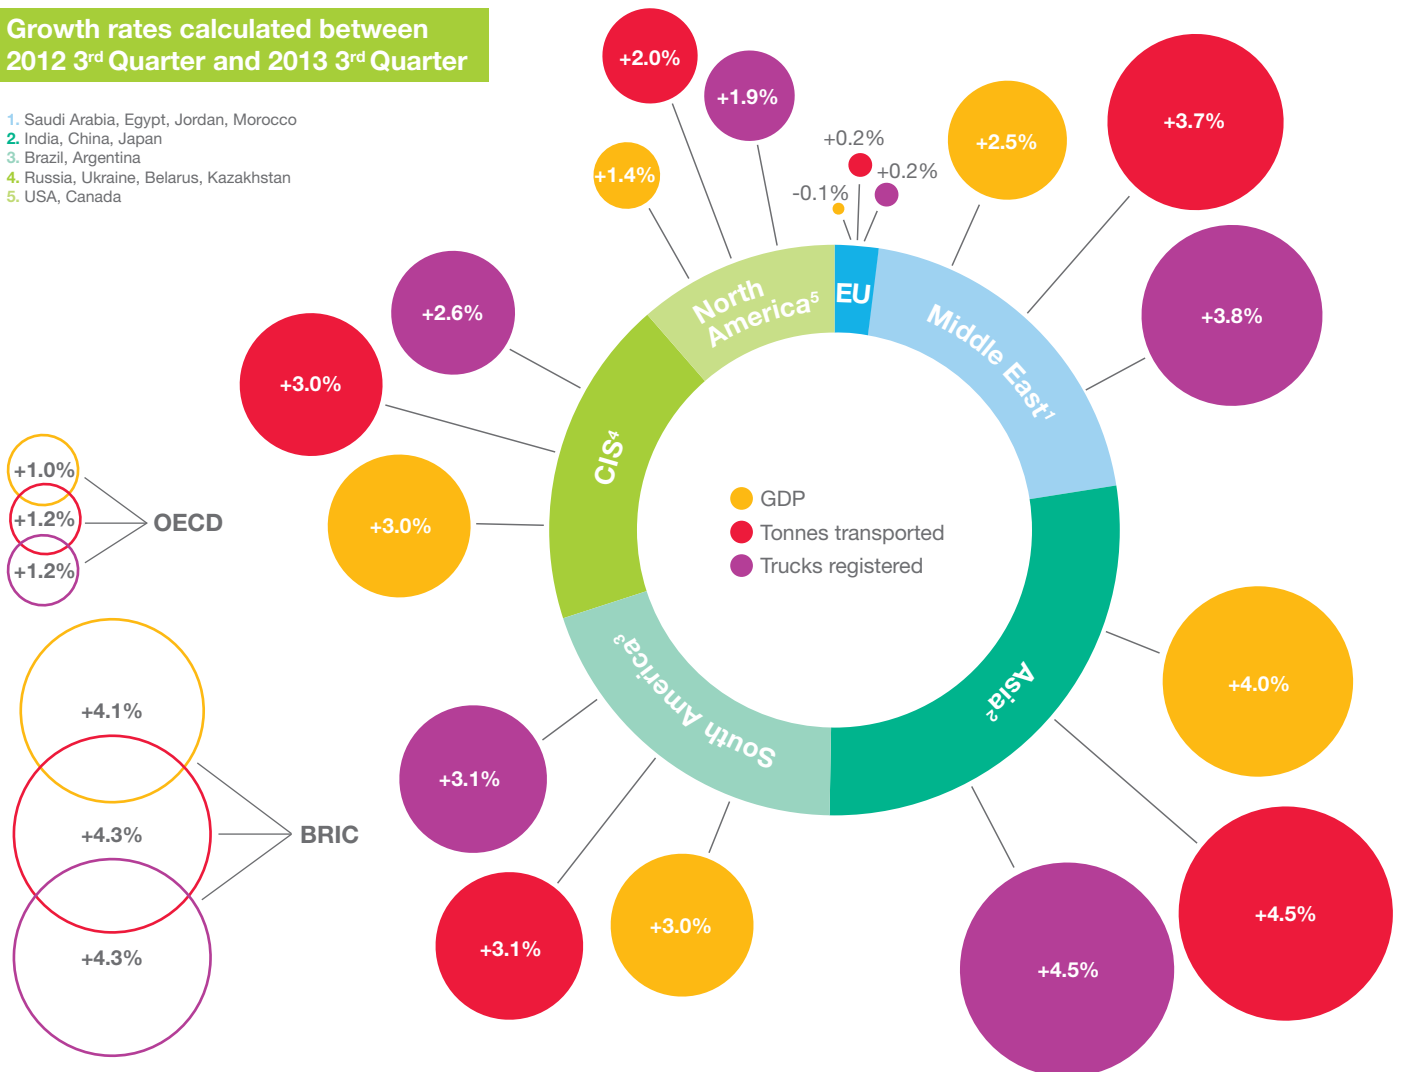 Growth rates calculated between
2012 3rd Quarter and 2013 3rd Quarter
1. Saudi Arabia, Egypt, Jordan, Morocco
2. India, China, Japan
3. Brazil, Argentina
4. Russia, Ukraine, Belarus, Kazakhstan
5. USA, Canada
+2.0%
+1.9%
+1.4%
+0.2%
+0.2%
-0.1%
+2.5%
+3.7%
+3.8%
+2.6%
+3.0%
+3.0%
North
America5
EU
Middle East1
CIS4
Asia2
South America3
GDP
Tonnes transported
Trucks registered
+1.0%
+1.2%
+1.2%
OECD
+4.1%
+4.3%
+4.3%
BRIC
+3.1%
+3.1%
+3.0%
+4.0%
+4.5%
+4.5%